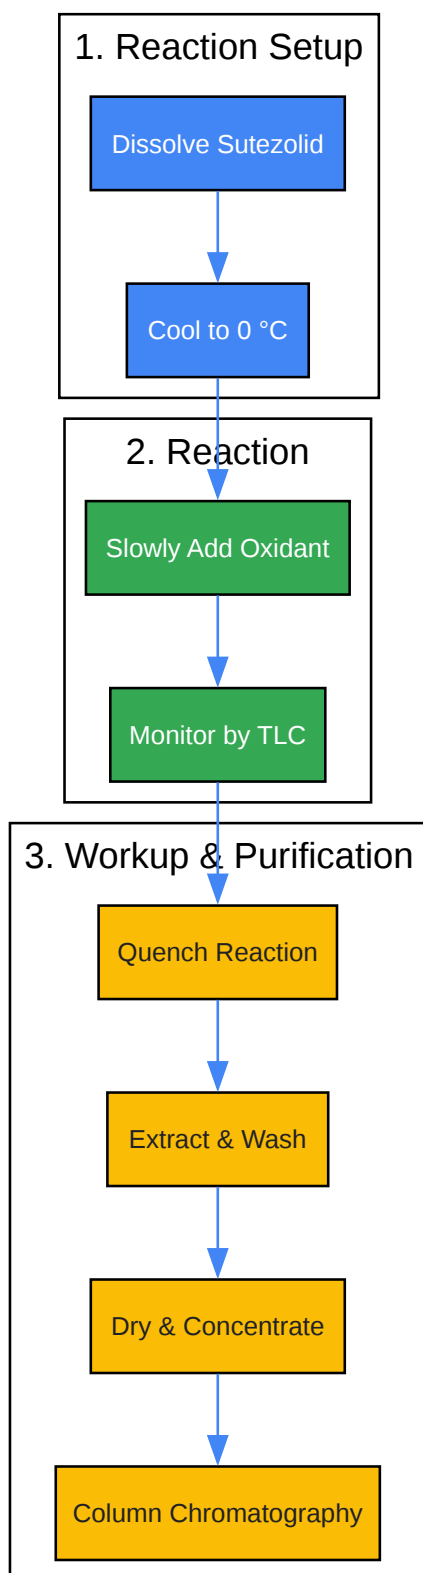 1. Reaction Setup
Dissolve Sutezolid
Cool to 0 °C
2. Reaction
Slowly Add Oxidant
Monitor by TLC
3. Workup & Purification
Quench Reaction
Extract & Wash
Dry & Concentrate
Column Chromatography